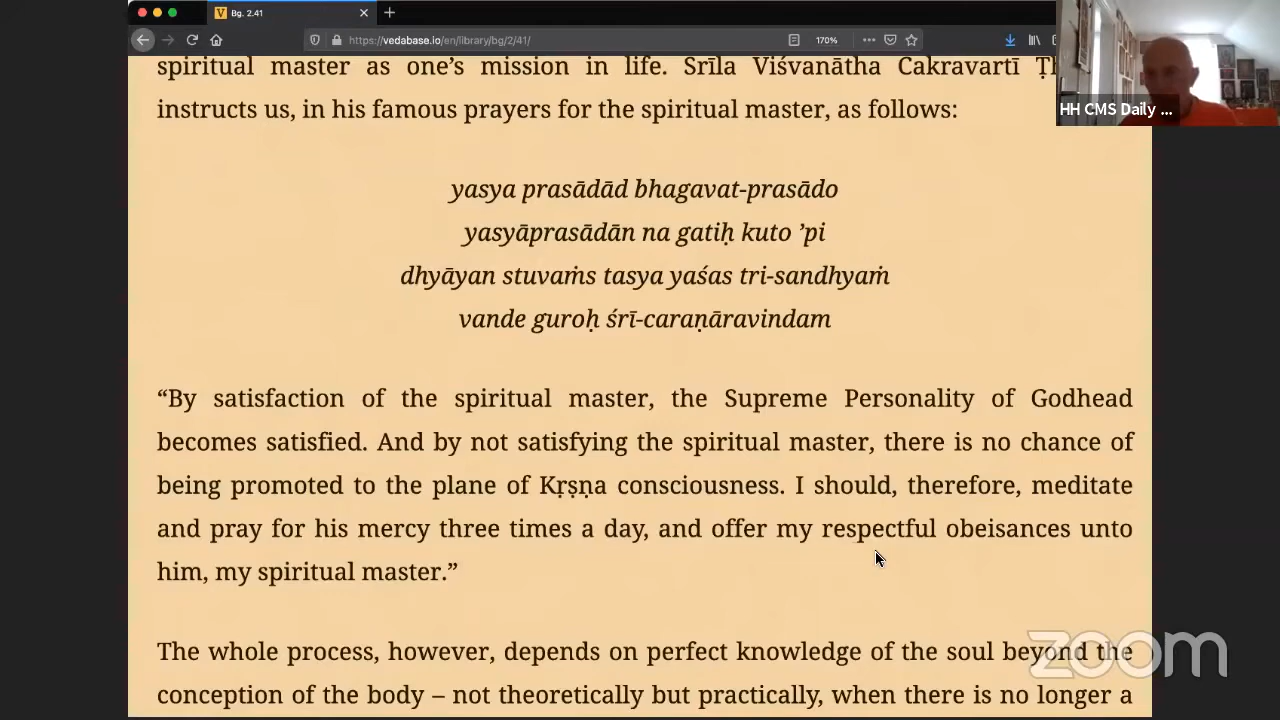 Bg. 2.41
https://vedabase.io/en/library/bg/2/41/
170%
HH CMS Daily ...
spiritual master as one’s mission in life. Srīla Viśvanātha Cakravartī
instructs us, in his famous prayers for the spiritual master, as follows:
yasya prasādād bhagavat-prasādo
yasyāprasādān na gatiḥ kuto ’pi
dhyāyan stuvaṁs tasya yaśas tri-sandhyaṁ
vande guroḥ śrī-caraṇāravindam
“By satisfaction of the spiritual master, the Supreme Personality of Godhead
becomes satisfied. And by not satisfying the spiritual master, there is no chance of
being promoted to the plane of Kṛṣṇa consciousness. I should, therefore, meditate
and pray for his mercy three times a day, and offer my respectful obeisances unto
him, my spiritual master.”
The whole process, however, depends on perfect knowledge of the soul beyond the
conception of the body – not theoretically but practically, when there is no longer a
zoom